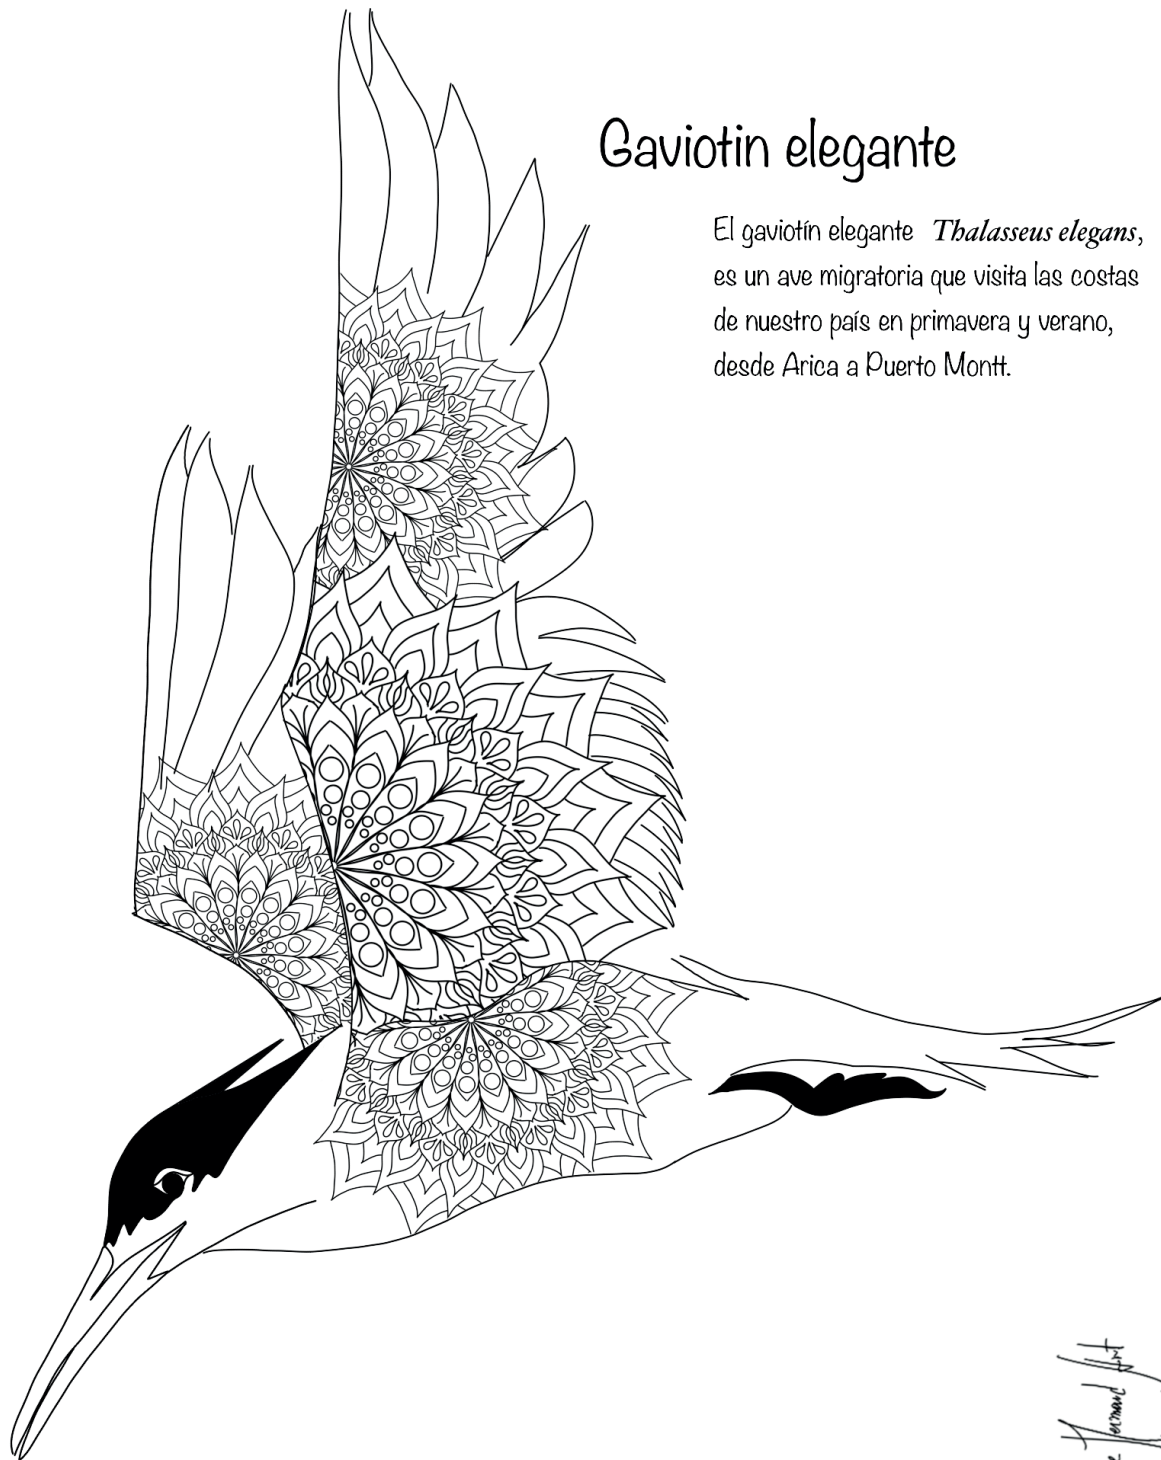 Gaviotin elegante
El gaviotín elegante Thalasseus elegans,
es un ave migratoria que visita las costas
de nuestro país en primavera y verano,
desde Arica a Puerto Montt.
Art